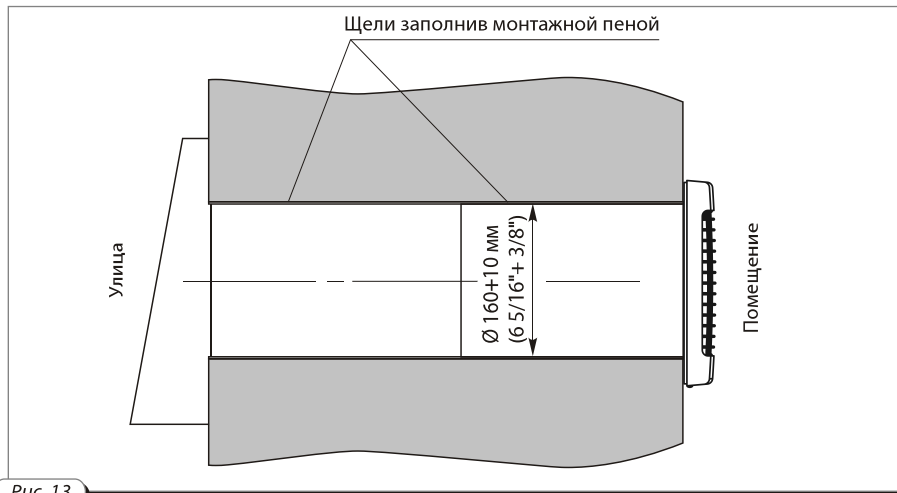 Щели заполнив монтажной пеной
Улица
Ø 160+10 мм
(6 5/16"+ 3/8")
Помещение
Рис. 13